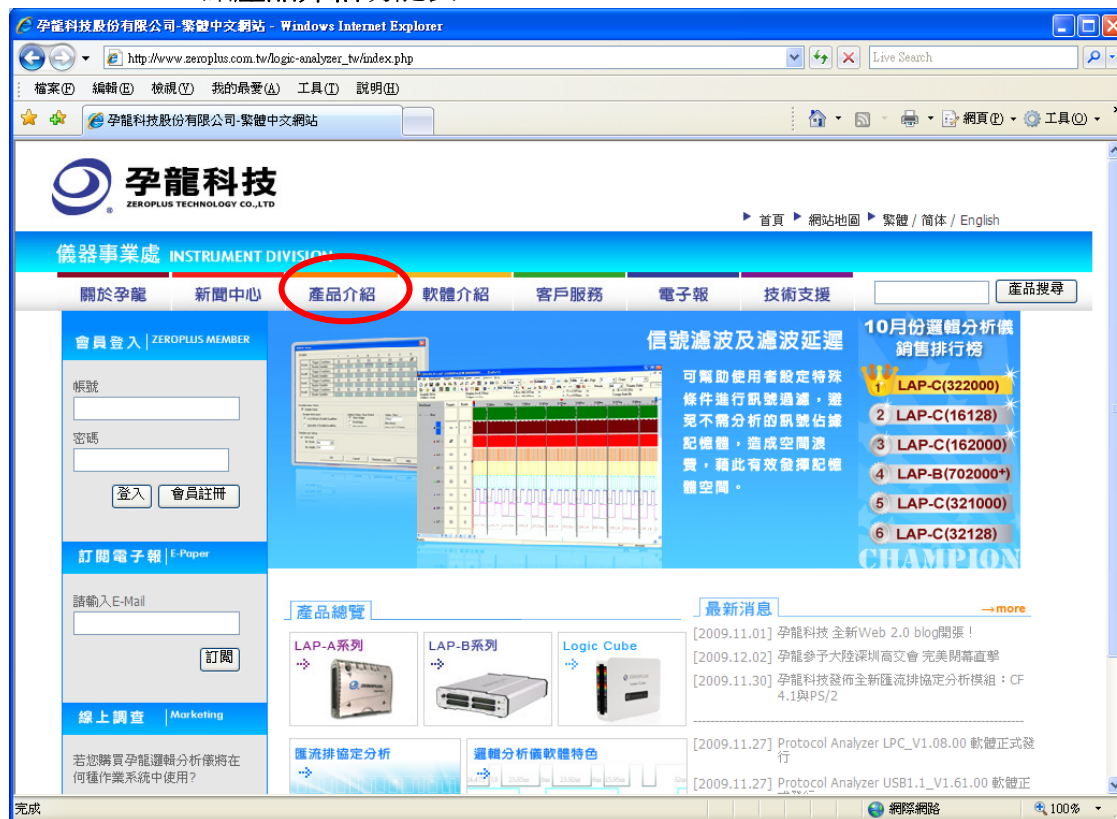 孕龍科技股份有限公司-繁體中文網站 - Windows Internet Explorer
http://www.zeroplus.com.tw/logic-analyzer_tw/index.php
Live Search
檔案(F) 編輯(E) 檢視(V) 我的最愛(A) 工具(T) 說明(H)
孕龍科技股份有限公司-繁體中文網站
網頁(P) 工具(O)
孕龍科技
ZEROPLUS TECHNOLOGY CO.,LTD
首頁 網站地圖 繁體 / 简体 / English
儀器事業處 INSTRUMENT DIVISION
關於孕龍 新聞中心 產品介紹 軟體介紹 客戶服務 電子報 技術支援 產品搜尋
會員登入 ZEROPLUS MEMBER
帳號
密碼
登入 會員註冊
訂閱電子報 E-Paper
請輸入E-Mail
訂閱
線上調查 Marketing
若您購買孕龍邏輯分析儀將在
何種作業系統中使用?
信號濾波及濾波延遲
可幫助使用者設定特殊
條件進行訊號過濾，避
免不需分析的訊號佔據
記憶體，造成空間浪
費，藉此有效發揮記憶
體空間。
10月份邏輯分析儀
銷售排行榜
1 LAP-C(322000)
2 LAP-C(16128)
3 LAP-C(162000)
4 LAP-B(702000+)
5 LAP-C(321000)
6 LAP-C(32128)
CHAMPION
產品總覽
LAP-A系列
LAP-B系列
Logic Cube
匯流排協定分析
邏輯分析儀軟體特色
最新消息 →more
[2009.11.01] 孕龍科技 全新Web 2.0 blog開張！
[2009.12.02] 孕龍參予大陸深圳高交會 完美閉幕直擊
[2009.11.30] 孕龍科技發佈全新匯流排協定分析模組：CF
4.1與PS/2
[2009.11.27] Protocol Analyzer LPC_V1.08.00 軟體正式發
行
[2009.11.27] Protocol Analyzer USB1.1_V1.61.00 軟體正
完成
網際網路
100%